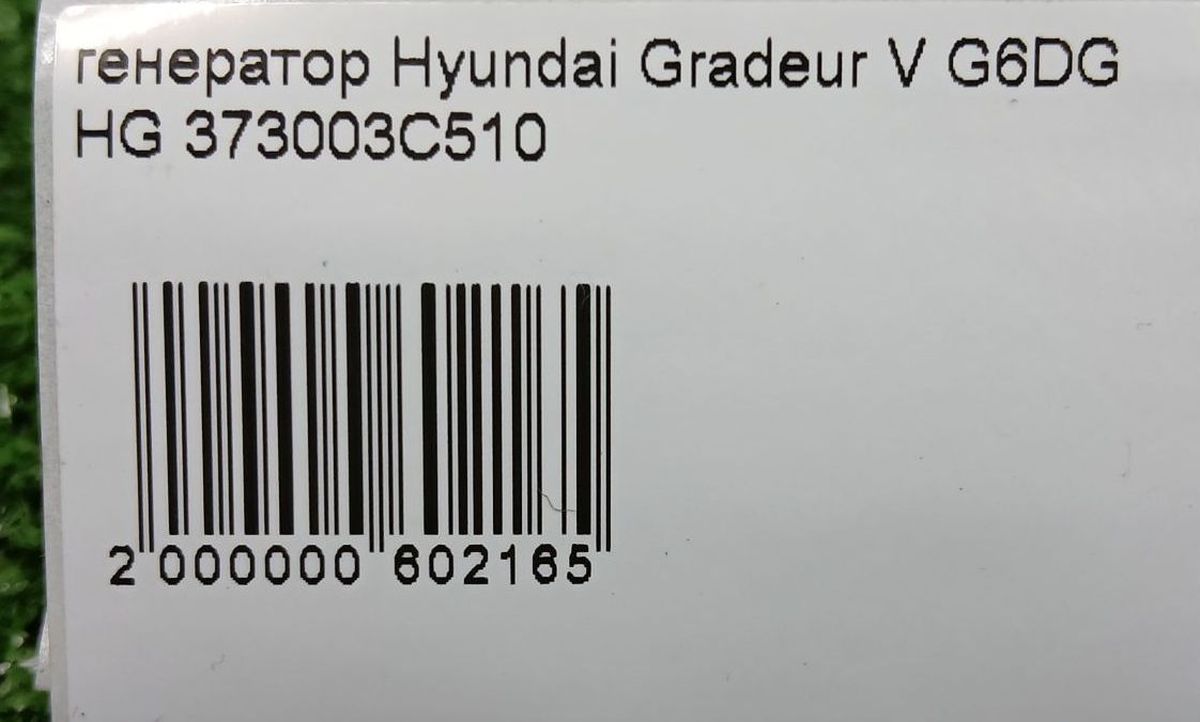 генератор Hyundai Gradeur V G6DG
HG 373003C510
2 000000 602165